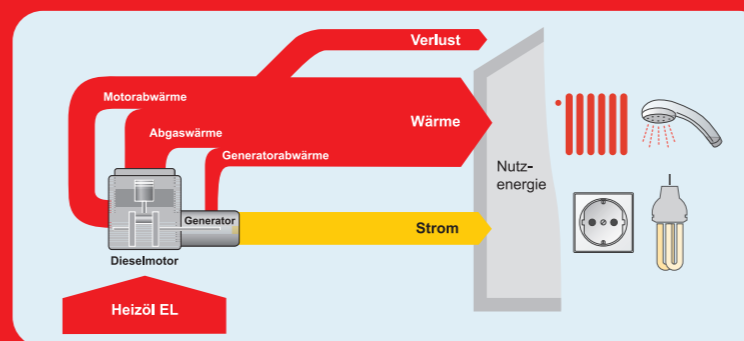 Verlust
Motorabwärme
Wärme
Abgaswärme
Generatorabwärme
Nutz-
energie
Generator
Strom
Dieselmotor
Heizöl EL